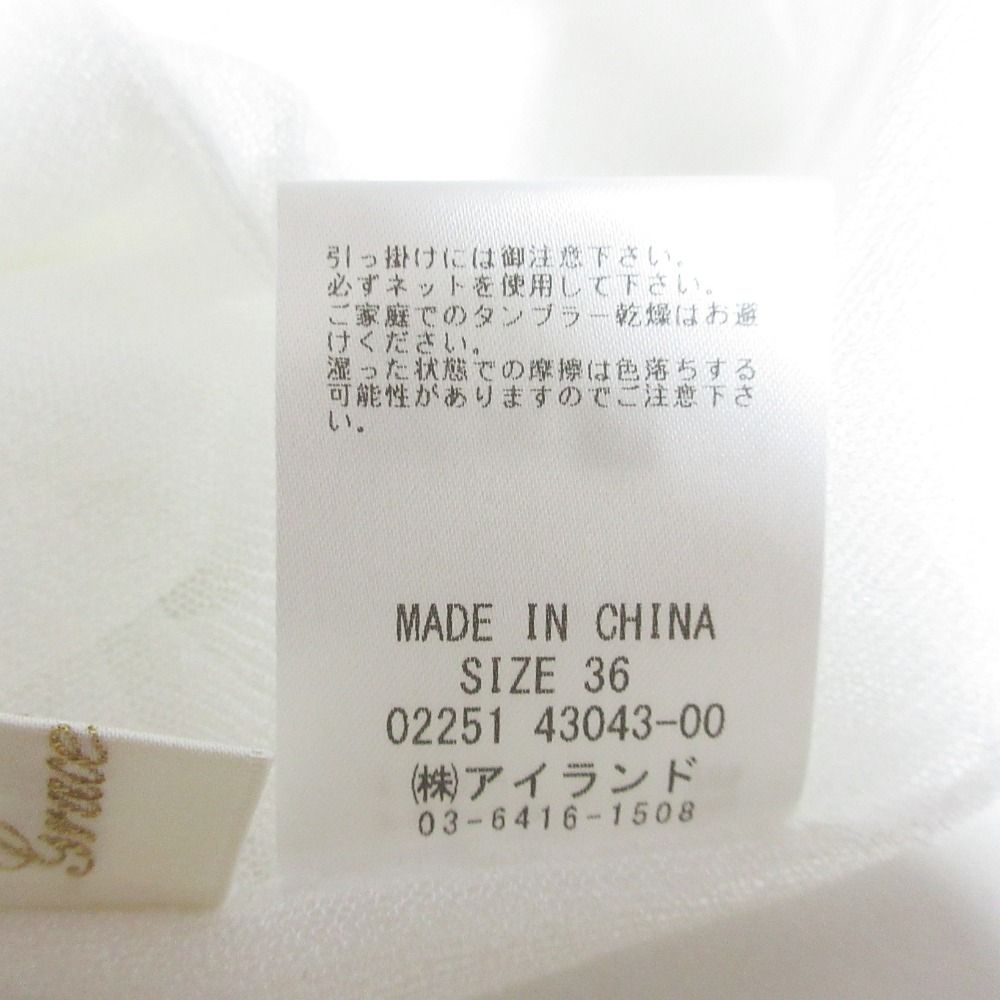 引っ掛けには御注意下さい。
必ずネットを使用して下さい。
ご家庭でのタンブラー乾燥はお避
けください。
湿った状態での摩擦は色落ちする
可能性がありますのでご注意下さ
い。
MADE IN CHINA
SIZE 36
02251 43043-00
㈱アイランド
03-6416-1508